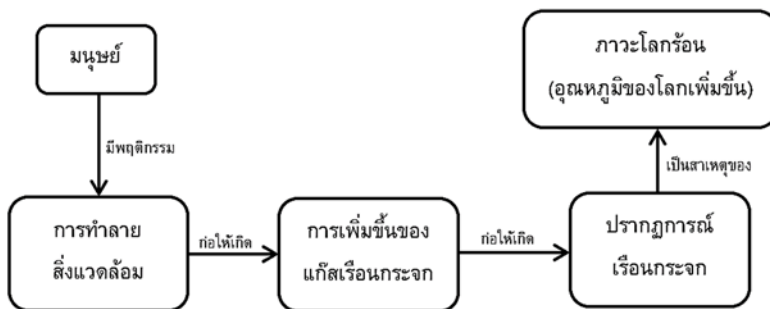 มนุษย์
มีพฤติกรรม
การทำลาย
สิ่งแวดล้อม
ก่อให้เกิด
การเพิ่มขึ้นของ
แก๊สเรือนกระจก
ก่อให้เกิด
ปรากฏการณ์
เรือนกระจก
เป็นสาเหตุของ
ภาวะโลกร้อน
(อุณหภูมิของโลกเพิ่มขึ้น)